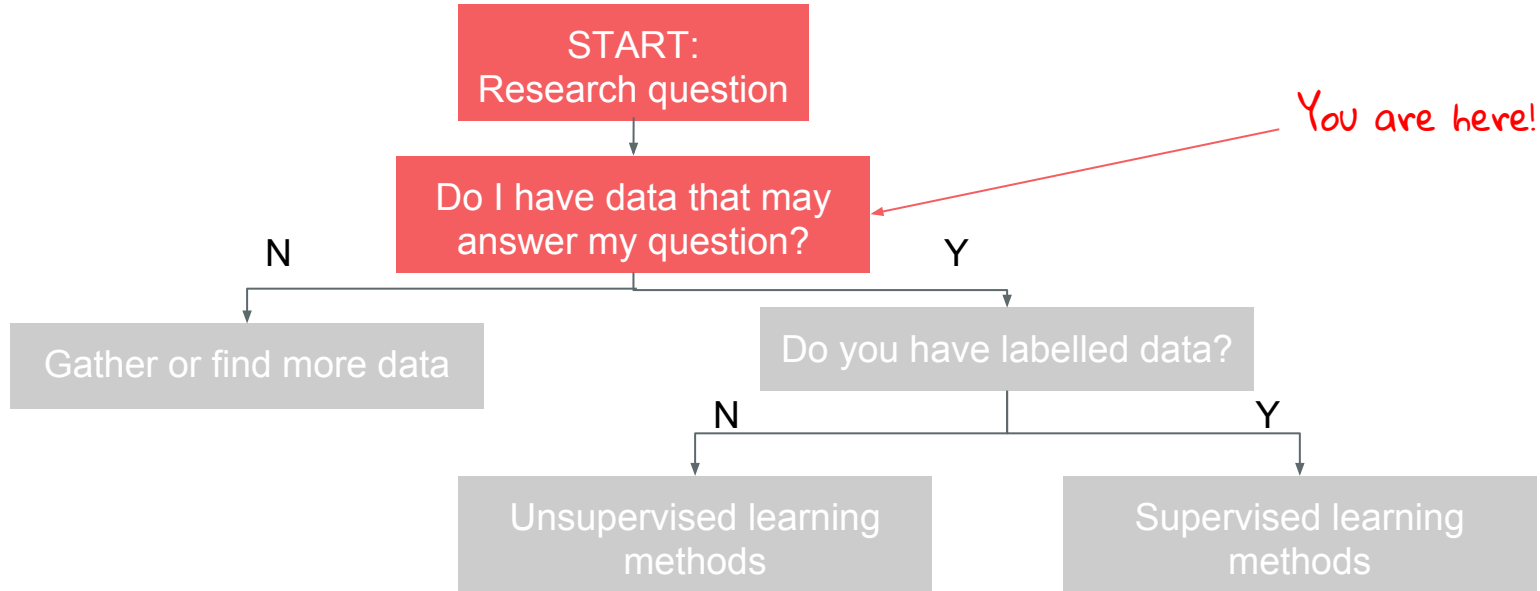 START:
Research question
You are here!
Do I have data that may
answer my question?
N
Y
Gather or find more data
Do you have labelled data?
N
Y
Unsupervised learning
methods
Supervised learning
methods